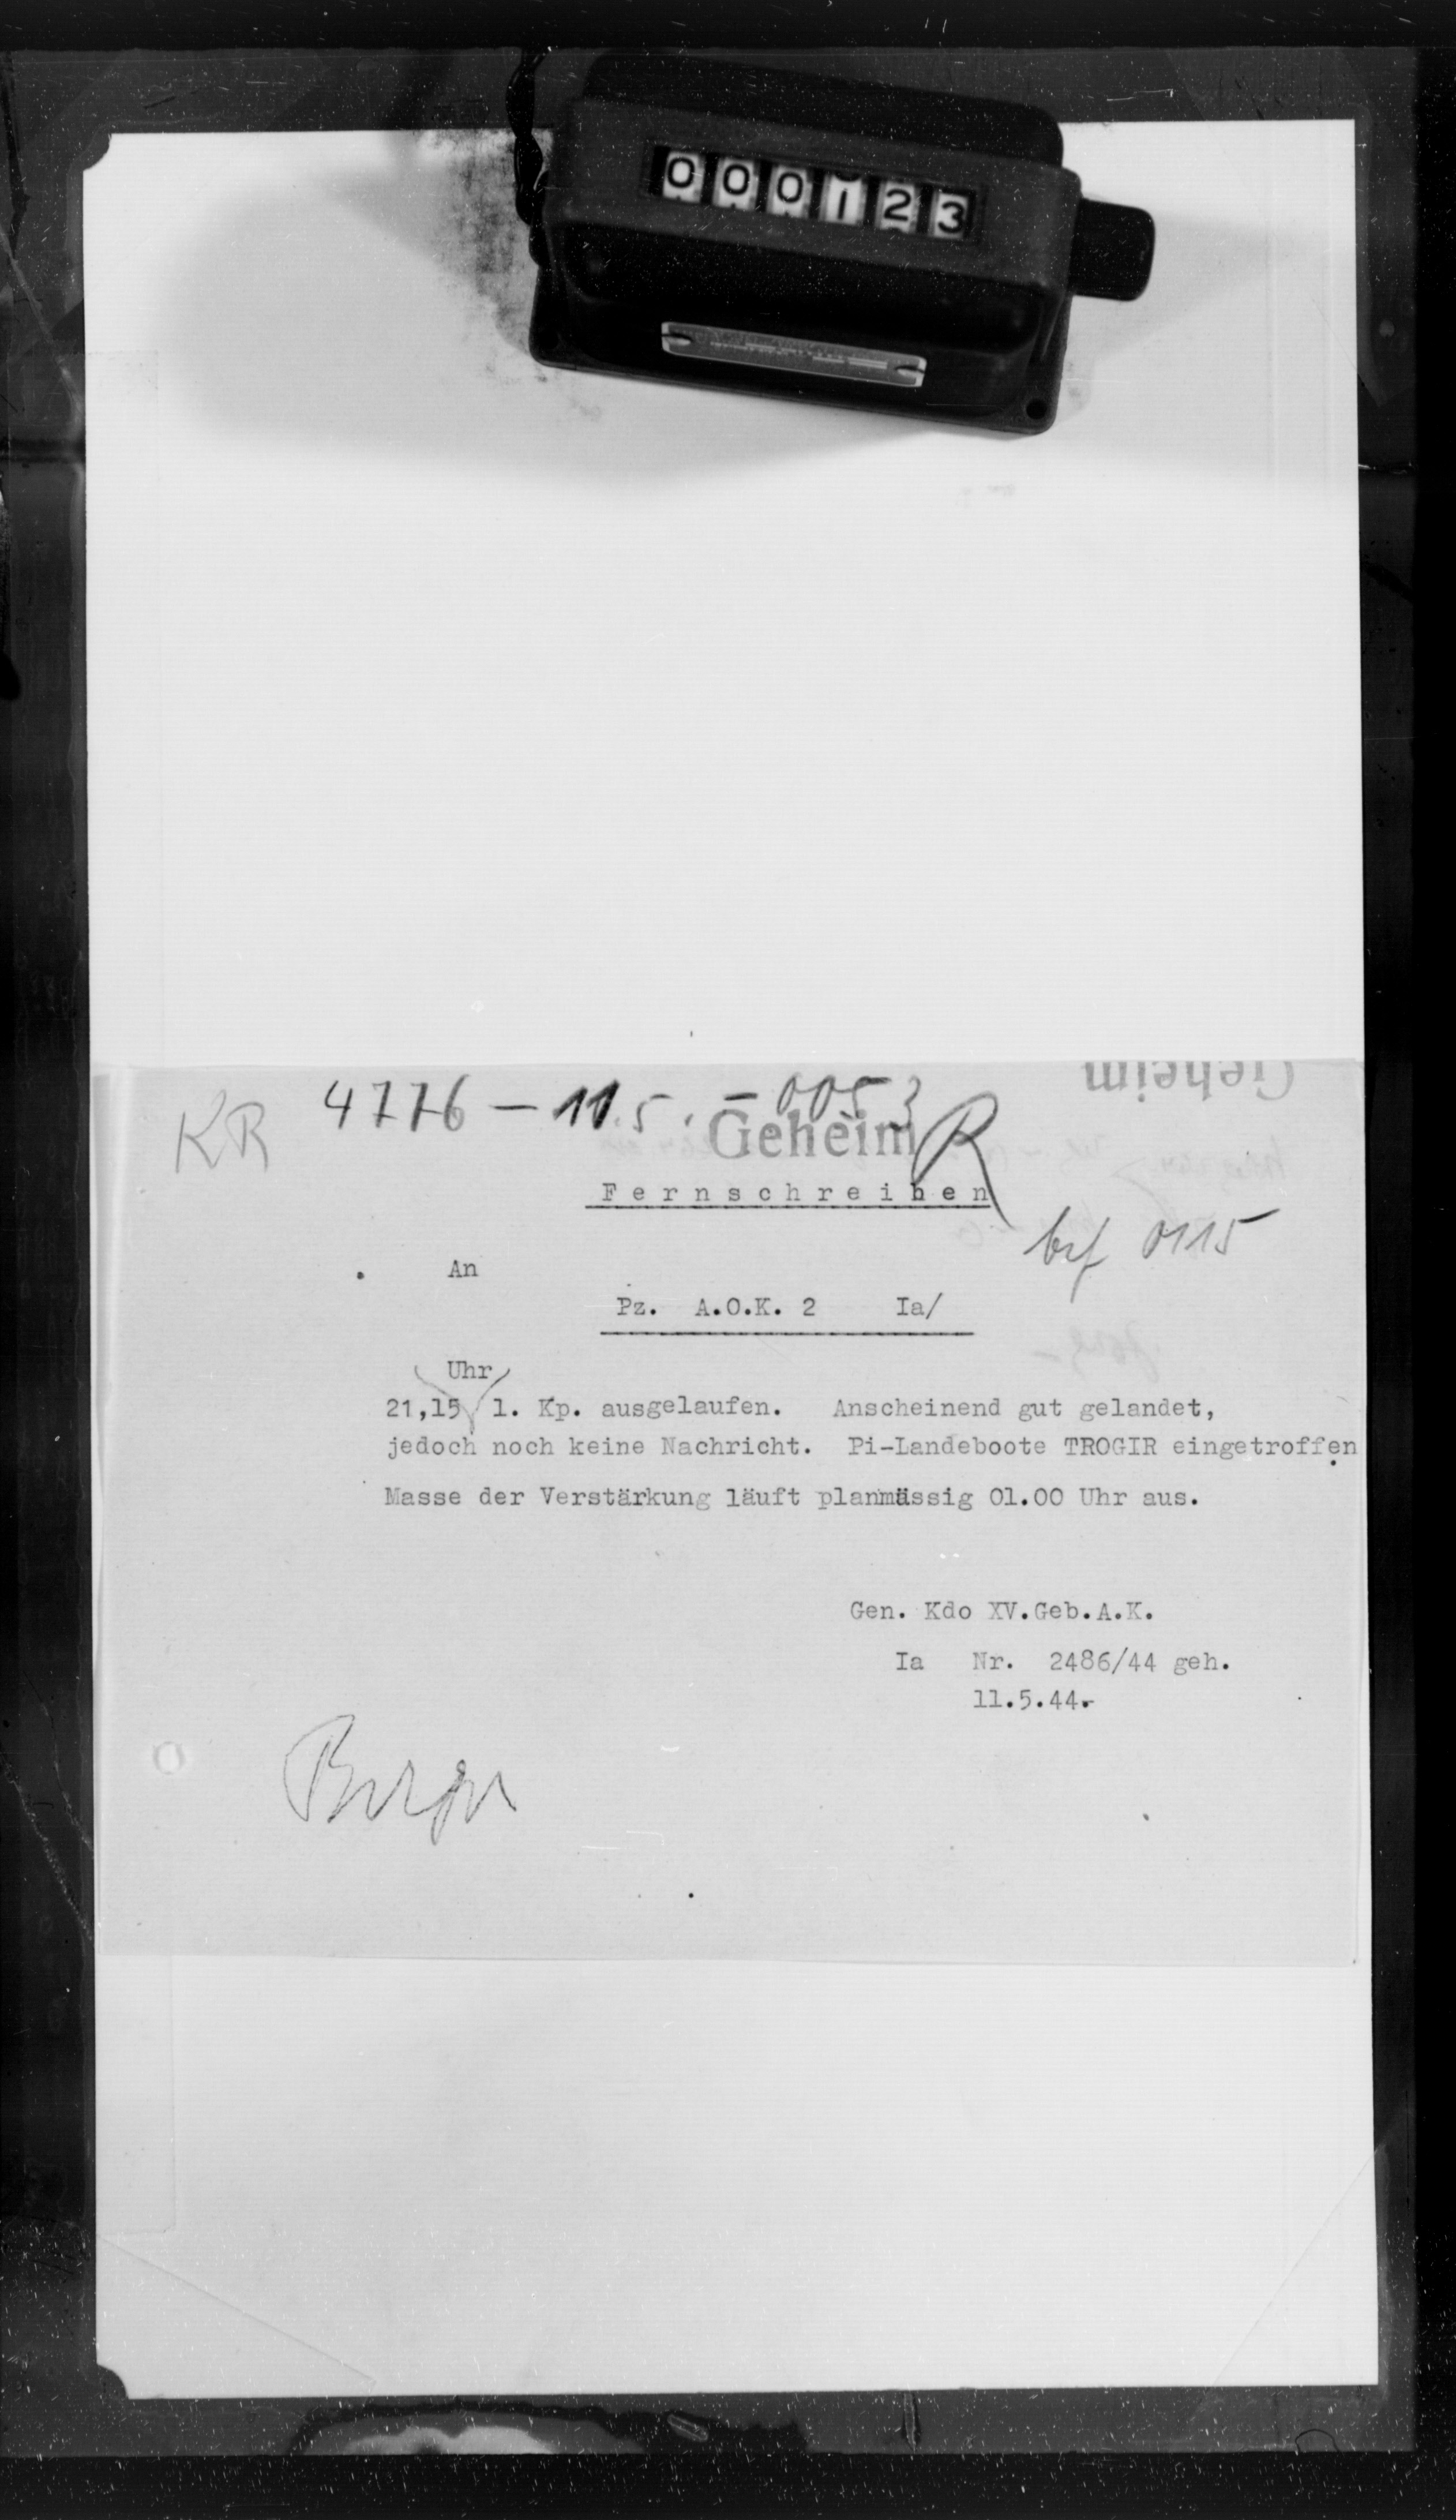 000123
Geheim
KR 4776 - 11.5. - 0053
Geheim R
Fernschreiben
bef 0115
An
Pz. A.O.K. 2 Ia/
Uhr
21,15 1. Kp. ausgelaufen. Anscheinend gut gelandet,
jedoch noch keine Nachricht. Pi-Landeboote TROGIR eingetroffen.
Masse der Verstärkung läuft planmässig 01.00 Uhr aus.
Gen. Kdo XV.Geb.A.K.
Ia Nr. 2486/44 geh.
11.5.44.-